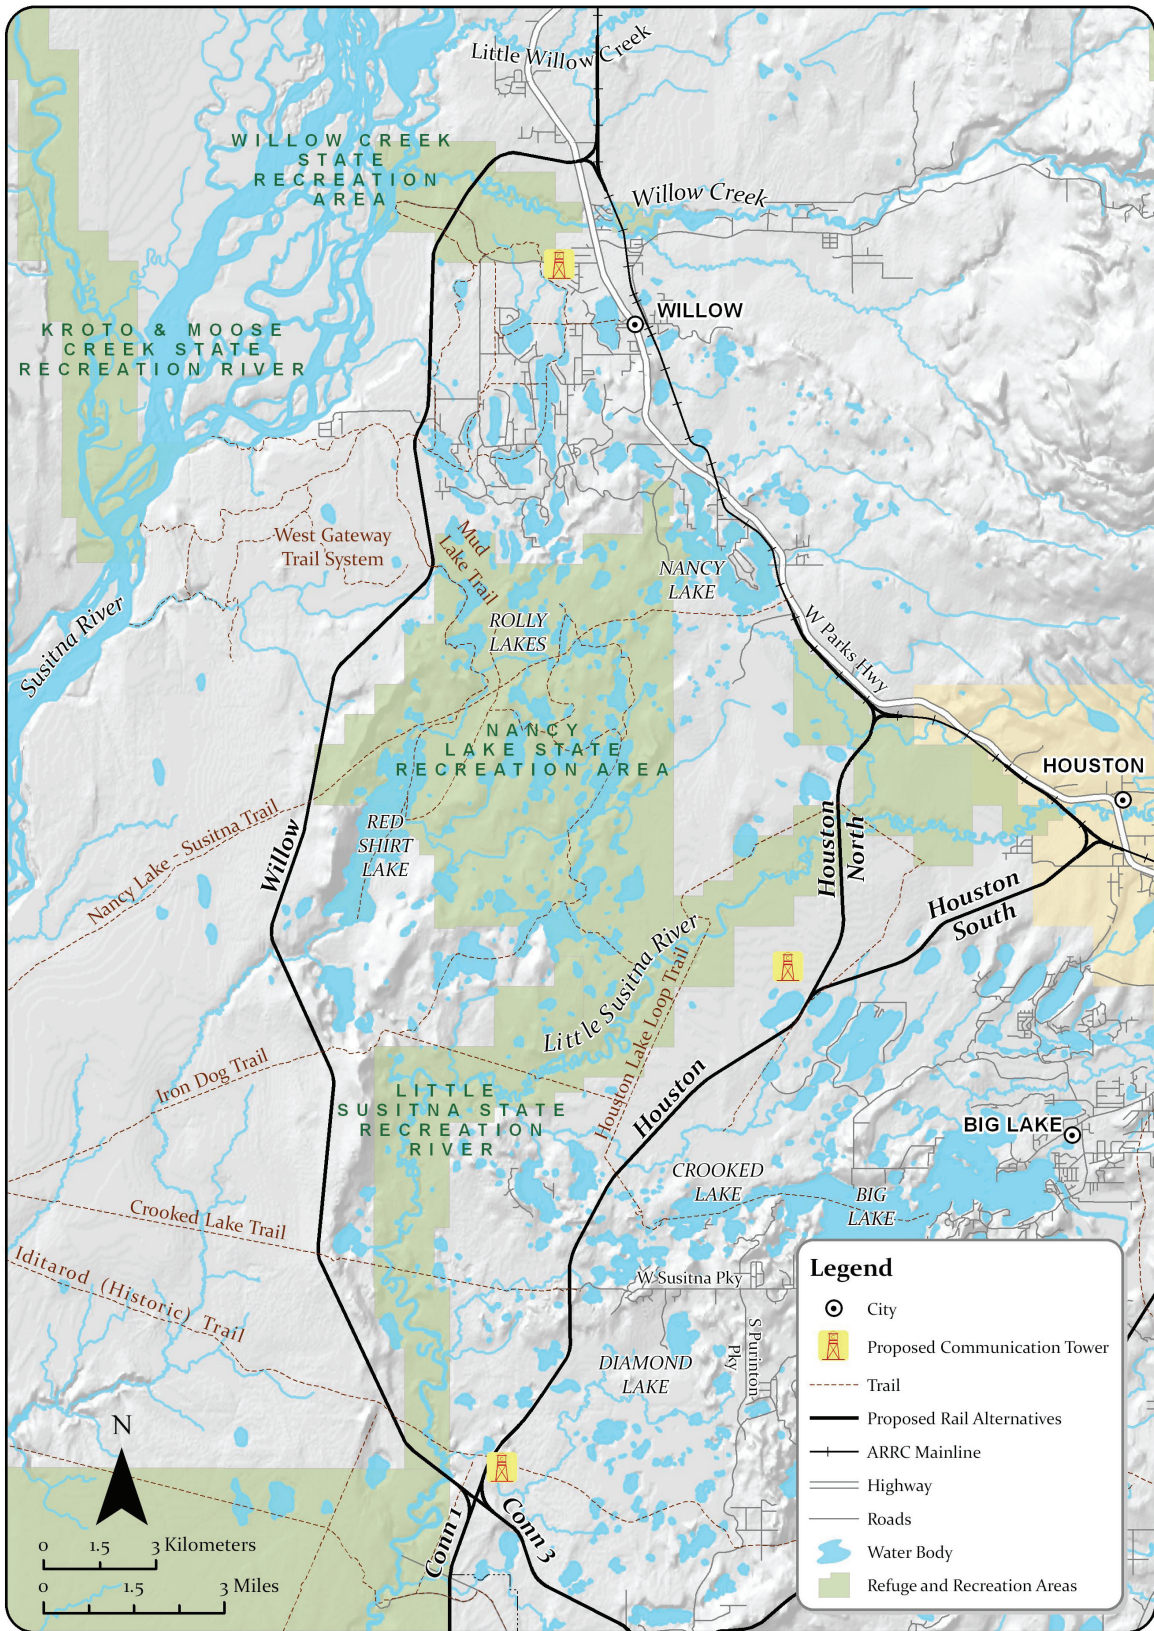 Little Willow Creek
WILLOW CREEK
STATE
RECREATION
AREA
Willow Creek
WILLOW
KROTO & MOOSE
CREEK STATE
RECREATION RIVER
West Gateway
Trail System
Mud
Lake Trail
NANCY
LAKE
Susitna River
ROLLY
LAKES
W Parks Hwy
NANCY
LAKE STATE
RECREATION AREA
HOUSTON
RED
SHIRT
LAKE
Willow
Nancy Lake - Susitna Trail
Houston
North
Houston
South
Little Susitna River
Houston Lake Loop Trail
Iron Dog Trail
Houston
LITTLE
SUSITNA STATE
RECREATION
RIVER
BIG LAKE
CROOKED
LAKE
BIG
LAKE
Crooked Lake Trail
Iditarod (Historic) Trail
W Susitna Pky
S Purinton
Pky
DIAMOND
LAKE
Conn 1
Conn 3
N
0 1.5 3 Kilometers
0 1.5 3 Miles
Legend
City
Proposed Communication Tower
Trail
Proposed Rail Alternatives
ARRC Mainline
Highway
Roads
Water Body
Refuge and Recreation Areas